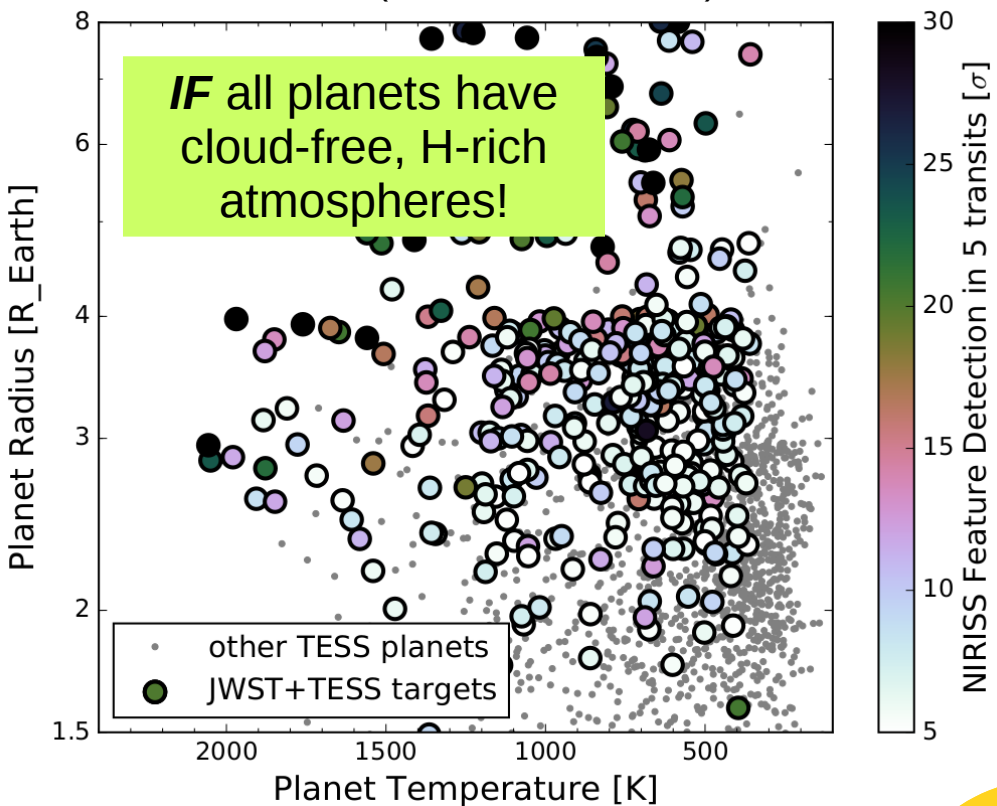 8
6
4
3
2
1.5
Planet Radius [R_Earth]
IF all planets have
cloud-free, H-rich
atmospheres!
other TESS planets
JWST+TESS targets
2000
1500
1000
500
Planet Temperature [K]
30
25
20
15
10
5
NIRISS Feature Detection in 5 transits [σ]